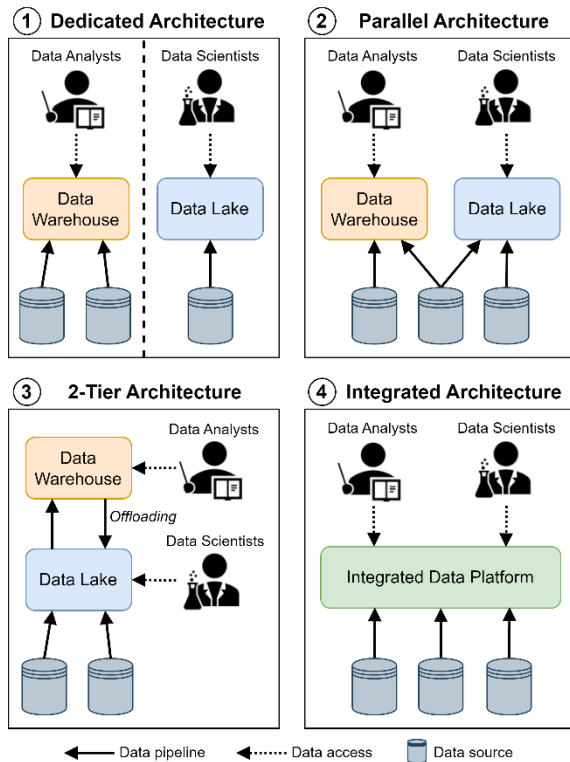 1 Dedicated Architecture
Data Analysts
Data Scientists
Data
Warehouse
Data Lake
2 Parallel Architecture
Data Analysts
Data Scientists
Data
Warehouse
Data Lake
3 2-Tier Architecture
Data
Warehouse
Data Analysts
Offloading
Data Scientists
Data Lake
4 Integrated Architecture
Data Analysts
Data Scientists
Integrated Data Platform
Data pipeline
Data access
Data source